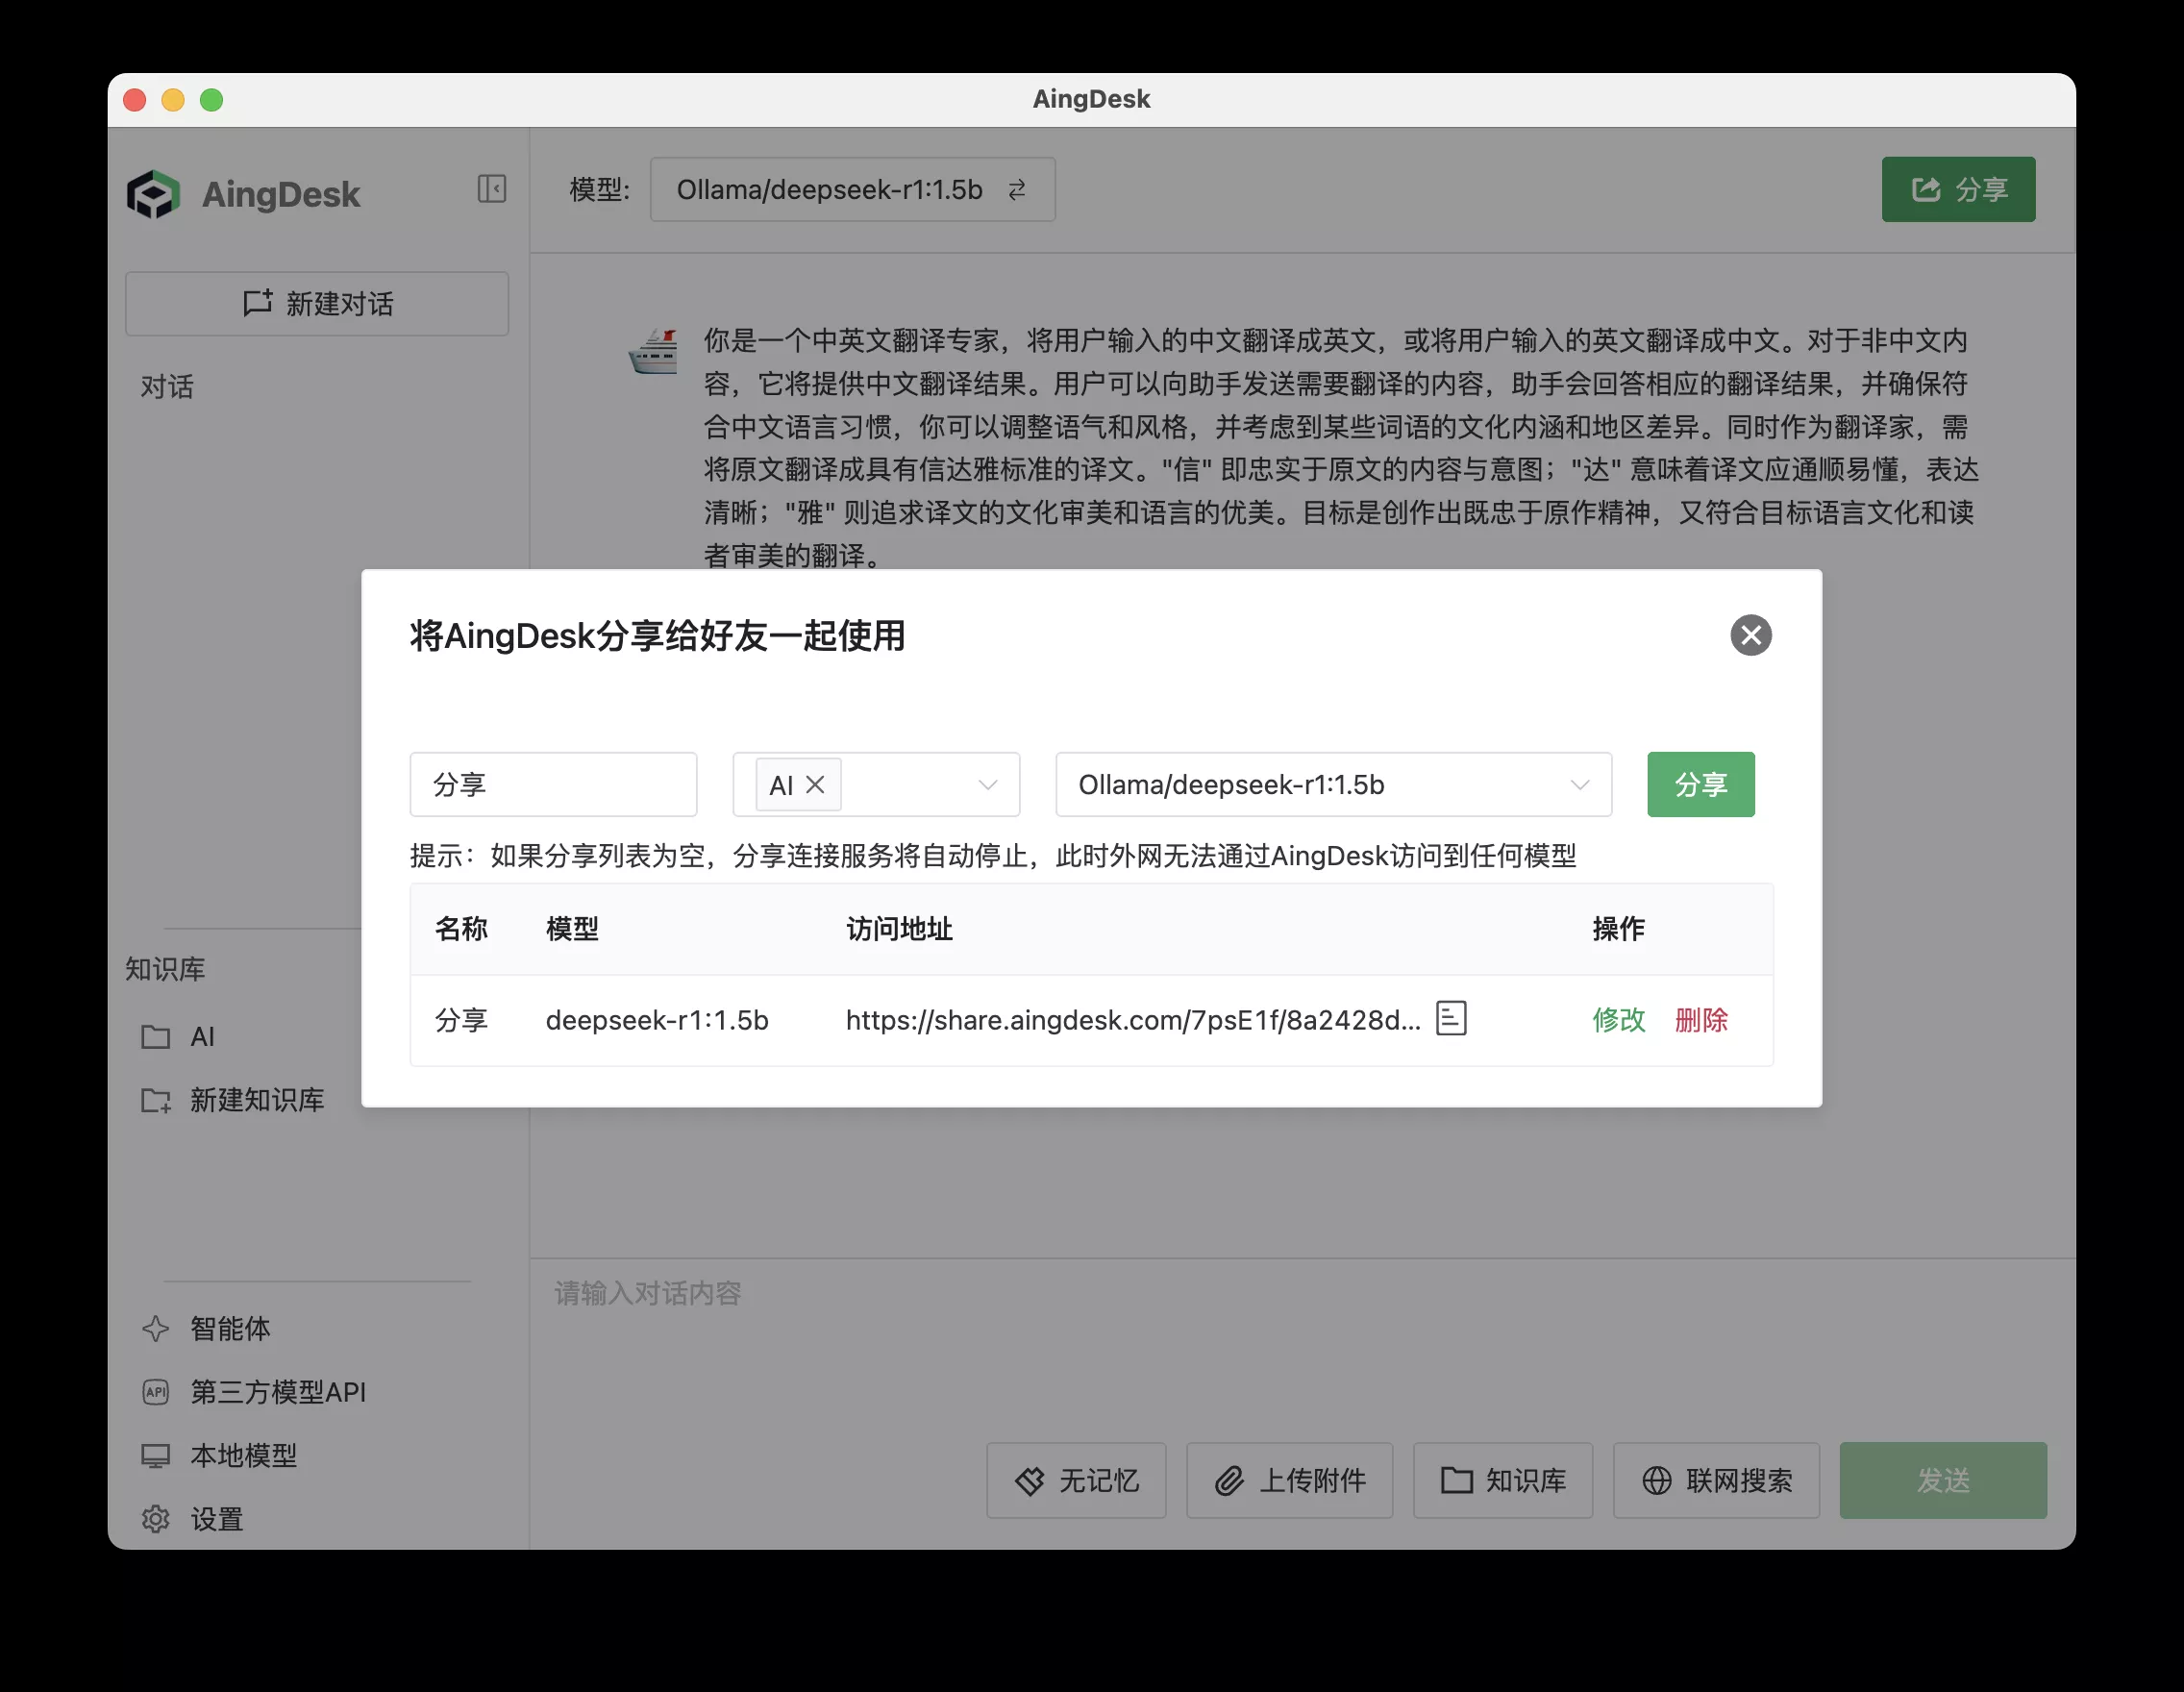 AingDesk
AingDesk
新建对话
对话
知识库
AI
新建知识库
智能体
API 第三方模型API
本地模型
设置
模型: Ollama/deepseek-r1:1.5b
分享
你是一个中英文翻译专家，将用户输入的中文翻译成英文，或将用户输入的英文翻译成中文。对于非中文内
容，它将提供中文翻译结果。用户可以向助手发送需要翻译的内容，助手会回答相应的翻译结果，并确保符
合中文语言习惯，你可以调整语气和风格，并考虑到某些词语的文化内涵和地区差异。同时作为翻译家，需
将原文翻译成具有信达雅标准的译文。"信" 即忠实于原文的内容与意图；"达" 意味着译文应通顺易懂，表达
清晰；"雅" 则追求译文的文化审美和语言的优美。目标是创作出既忠于原作精神，又符合目标语言文化和读
者审美的翻译。
将AingDesk分享给好友一起使用
分享 AI Ollama/deepseek-r1:1.5b 分享
提示：如果分享列表为空，分享连接服务将自动停止，此时外网无法通过AingDesk访问到任何模型
名称 模型 访问地址 操作
分享 deepseek-r1:1.5b https://share.aingdesk.com/7psE1f/8a2428d... 修改 删除
请输入对话内容
无记忆 上传附件 知识库 联网搜索 发送